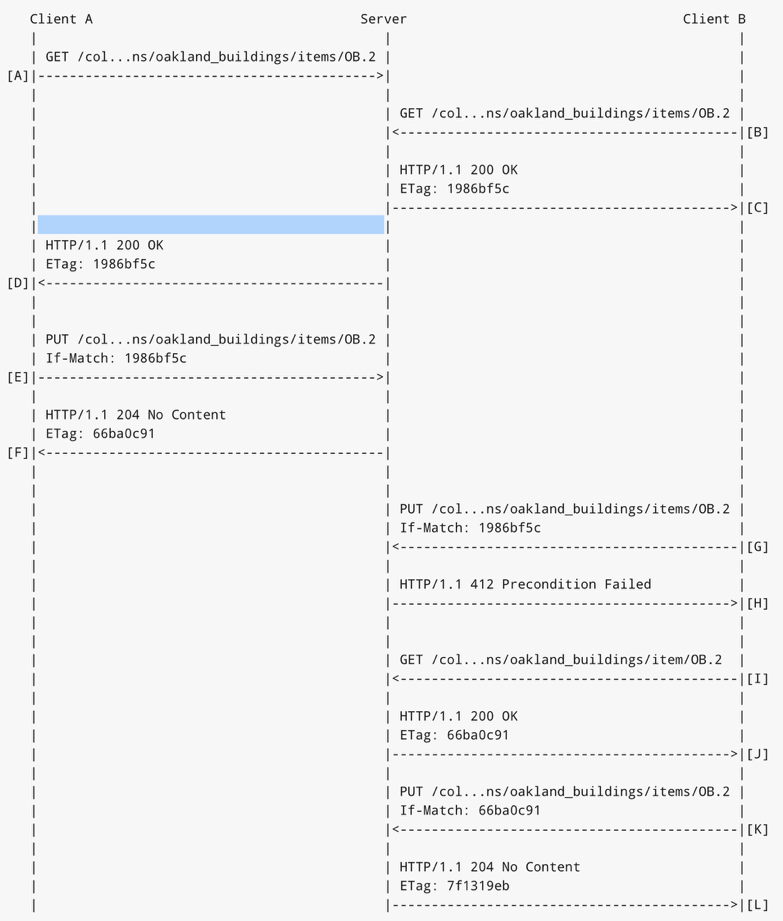 Client A Server Client B
GET /col...ns/oakland_buildings/items/OB.2
[A]|-------------------------------------------->|
GET /col...ns/oakland_buildings/items/OB.2
|<--------------------------------------------|[B]
HTTP/1.1 200 OK
ETag: 1986bf5c
|-------------------------------------------->|[C]
HTTP/1.1 200 OK
ETag: 1986bf5c
[D]|<--------------------------------------------|
PUT /col...ns/oakland_buildings/items/OB.2
If-Match: 1986bf5c
[E]|-------------------------------------------->|
HTTP/1.1 204 No Content
ETag: 66ba0c91
[F]|<--------------------------------------------|
PUT /col...ns/oakland_buildings/items/OB.2
If-Match: 1986bf5c
|<--------------------------------------------|[G]
HTTP/1.1 412 Precondition Failed
|-------------------------------------------->|[H]
GET /col...ns/oakland_buildings/item/OB.2
|<--------------------------------------------|[I]
HTTP/1.1 200 OK
ETag: 66ba0c91
|-------------------------------------------->|[J]
PUT /col...ns/oakland_buildings/items/OB.2
If-Match: 66ba0c91
|<--------------------------------------------|[K]
HTTP/1.1 204 No Content
ETag: 7f1319eb
|-------------------------------------------->|[L]